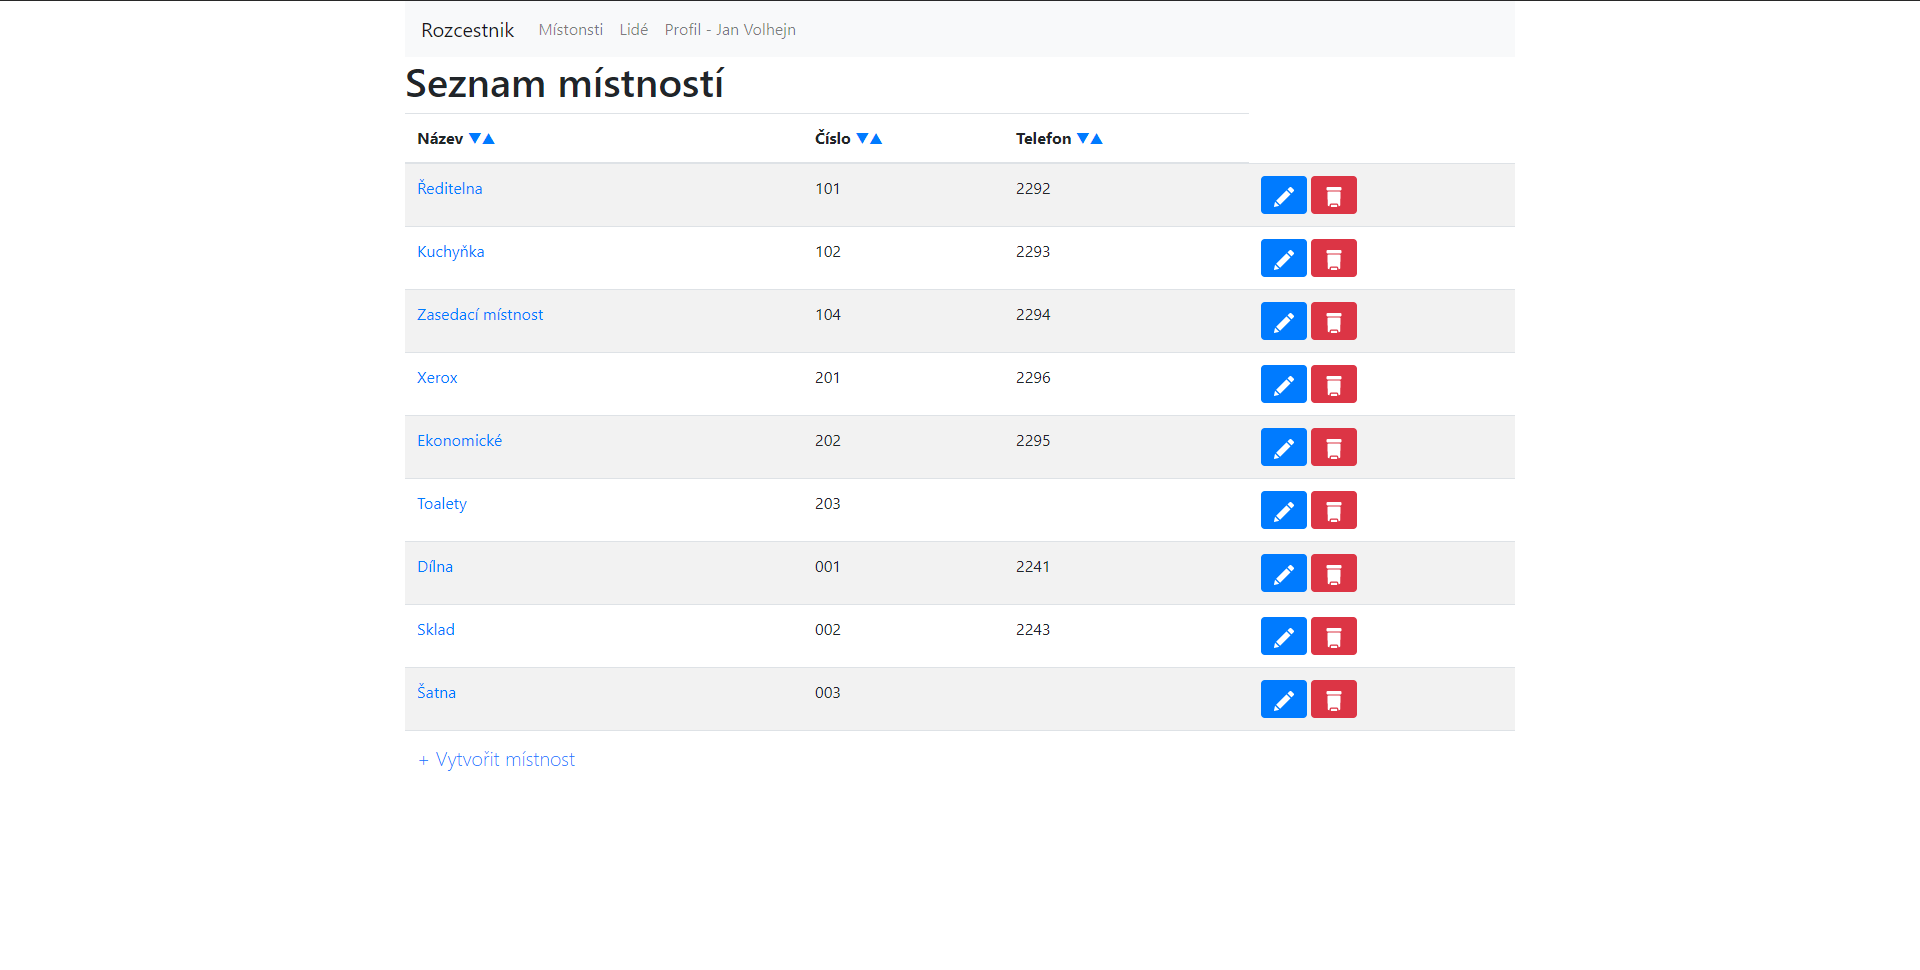 Rozcestnik Místonsti Lidé Profil - Jan Volhejn
Seznam místností
Název ▼▲ Číslo ▼▲ Telefon ▼▲
Ředitelna 101 2292
Kuchyňka 102 2293
Zasedací místnost 104 2294
Xerox 201 2296
Ekonomické 202 2295
Toalety 203
Dílna 001 2241
Sklad 002 2243
Šatna 003
+ Vytvořit místnost